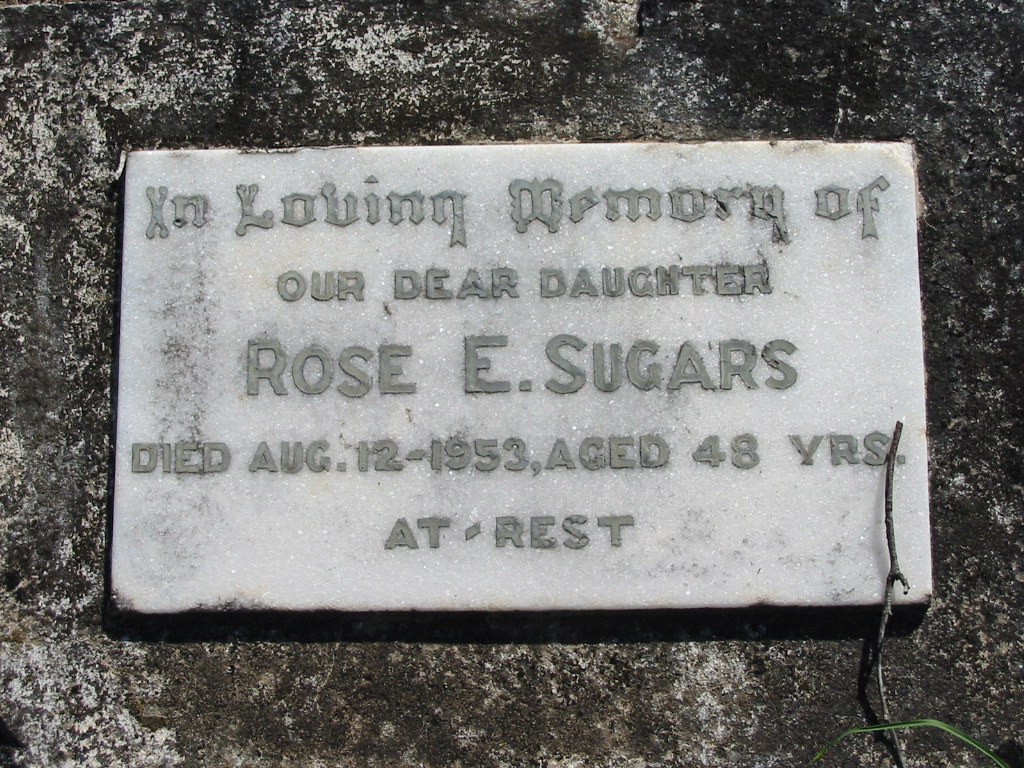 In Loving Memory of
OUR DEAR DAUGHTER
ROSE E. SUGARS
DIED AUG. 12-1953, AGED 48 YRS.
AT-REST